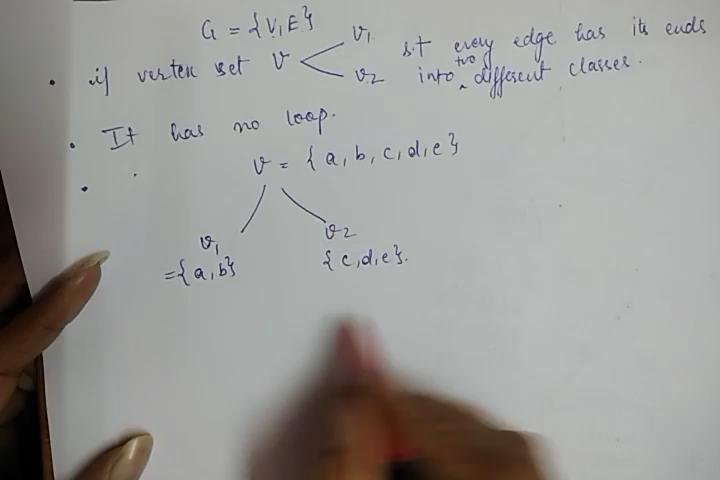 G = {V, E}
• if vertex set V < V1 V2 s.t every edge has its ends
into two different classes.
• It has no loop.
• V = {a, b, c, d, e}
V1 V2
= {a, b} {c, d, e}.